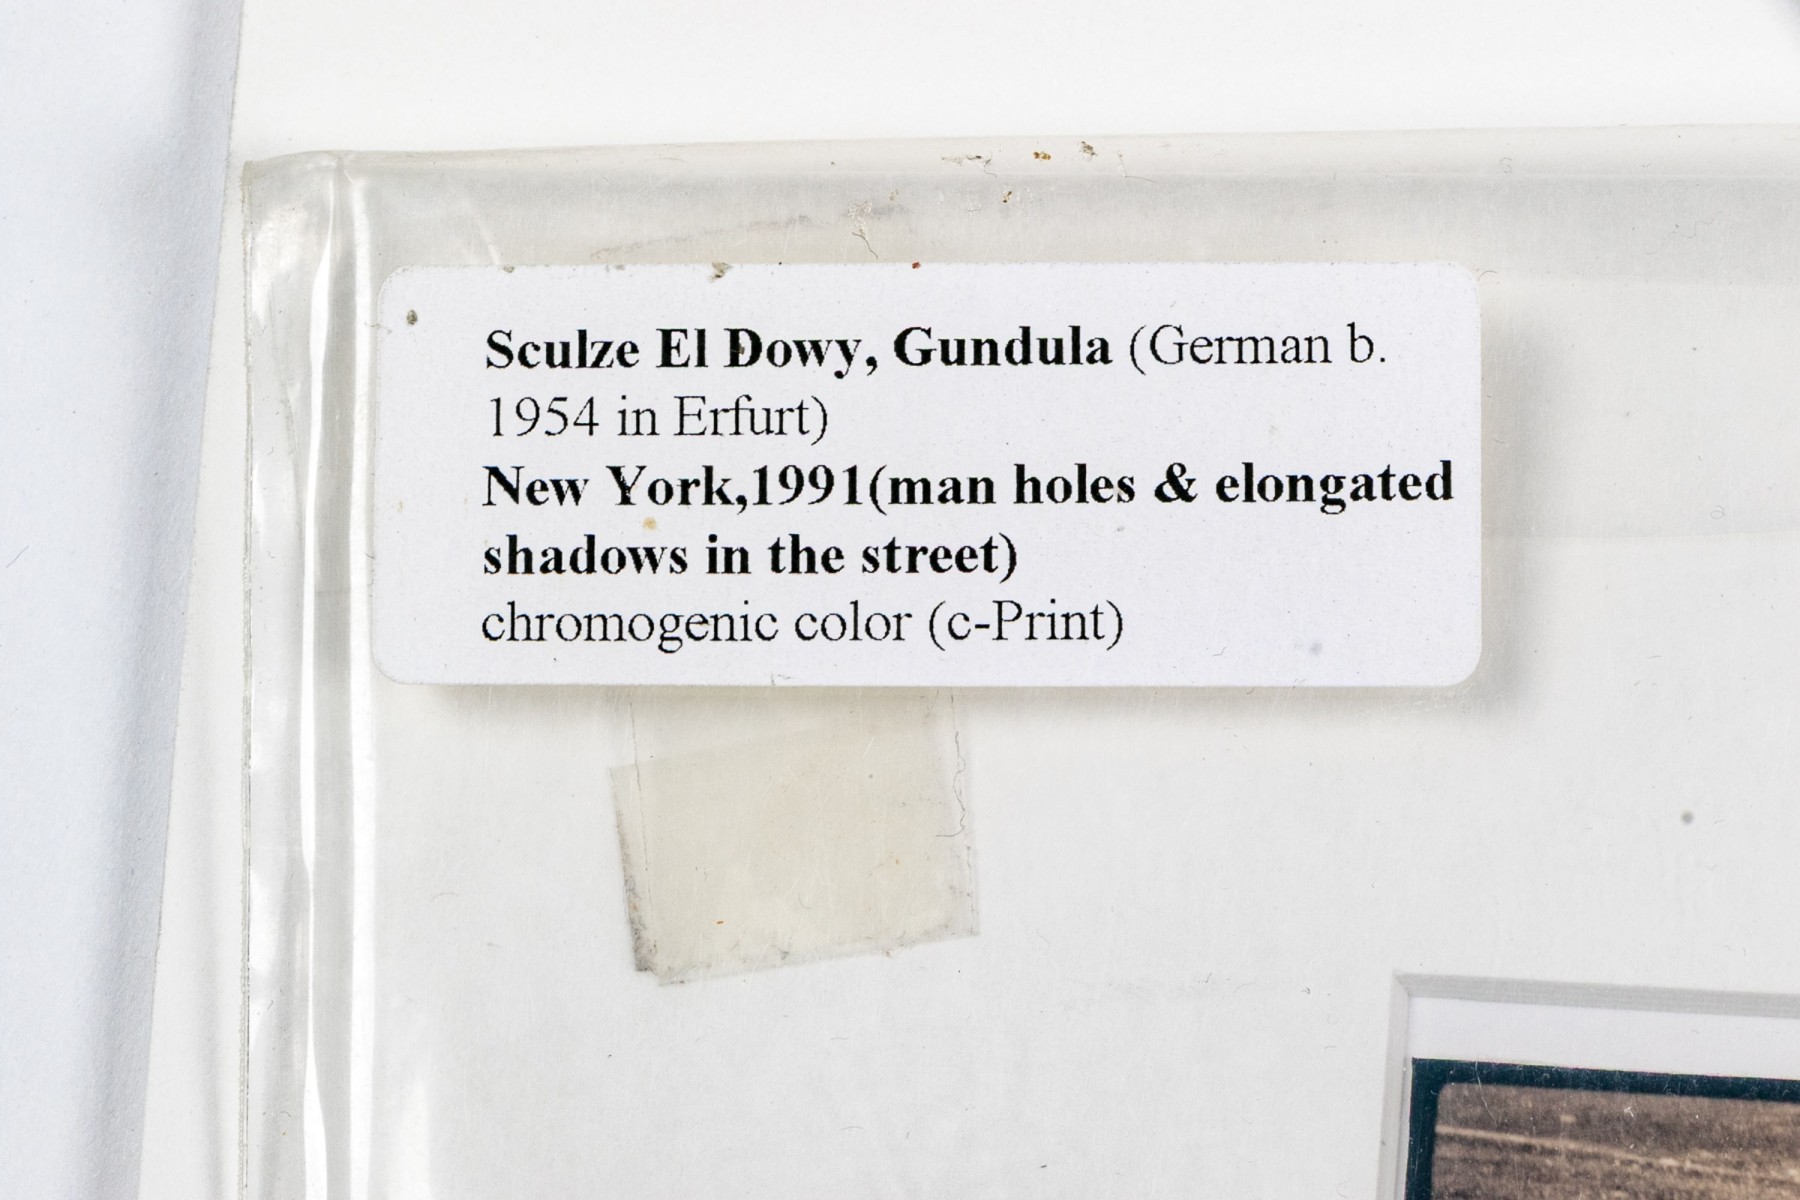 Sculze El Dowy, Gundula (German b.
1954 in Erfurt)
New York,1991(man holes & elongated
shadows in the street)
chromogenic color (c-Print)